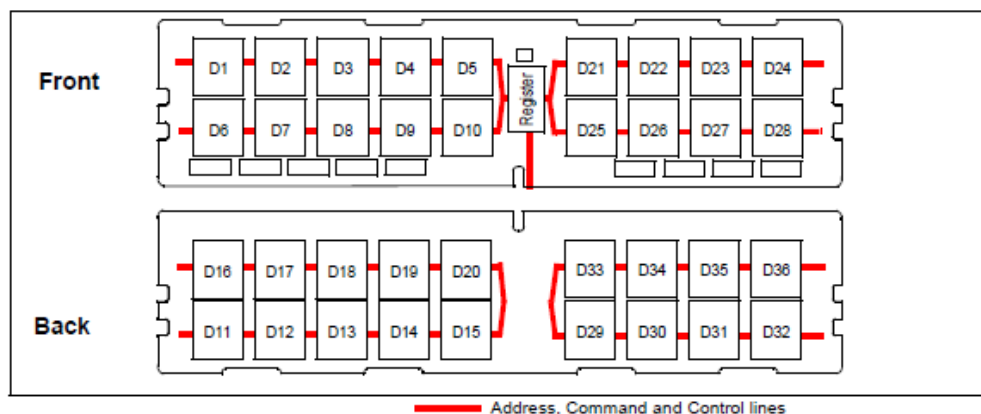 D1 D2 D3 D4 D5 D21 D22 D23 D24
Front
Register
D6 D7 D8 D9 D10 D25 D26 D27 D28
D16 D17 D18 D19 D20 D33 D34 D35 D36
Back
D11 D12 D13 D14 D15 D29 D30 D31 D32
Address, Command and Control lines